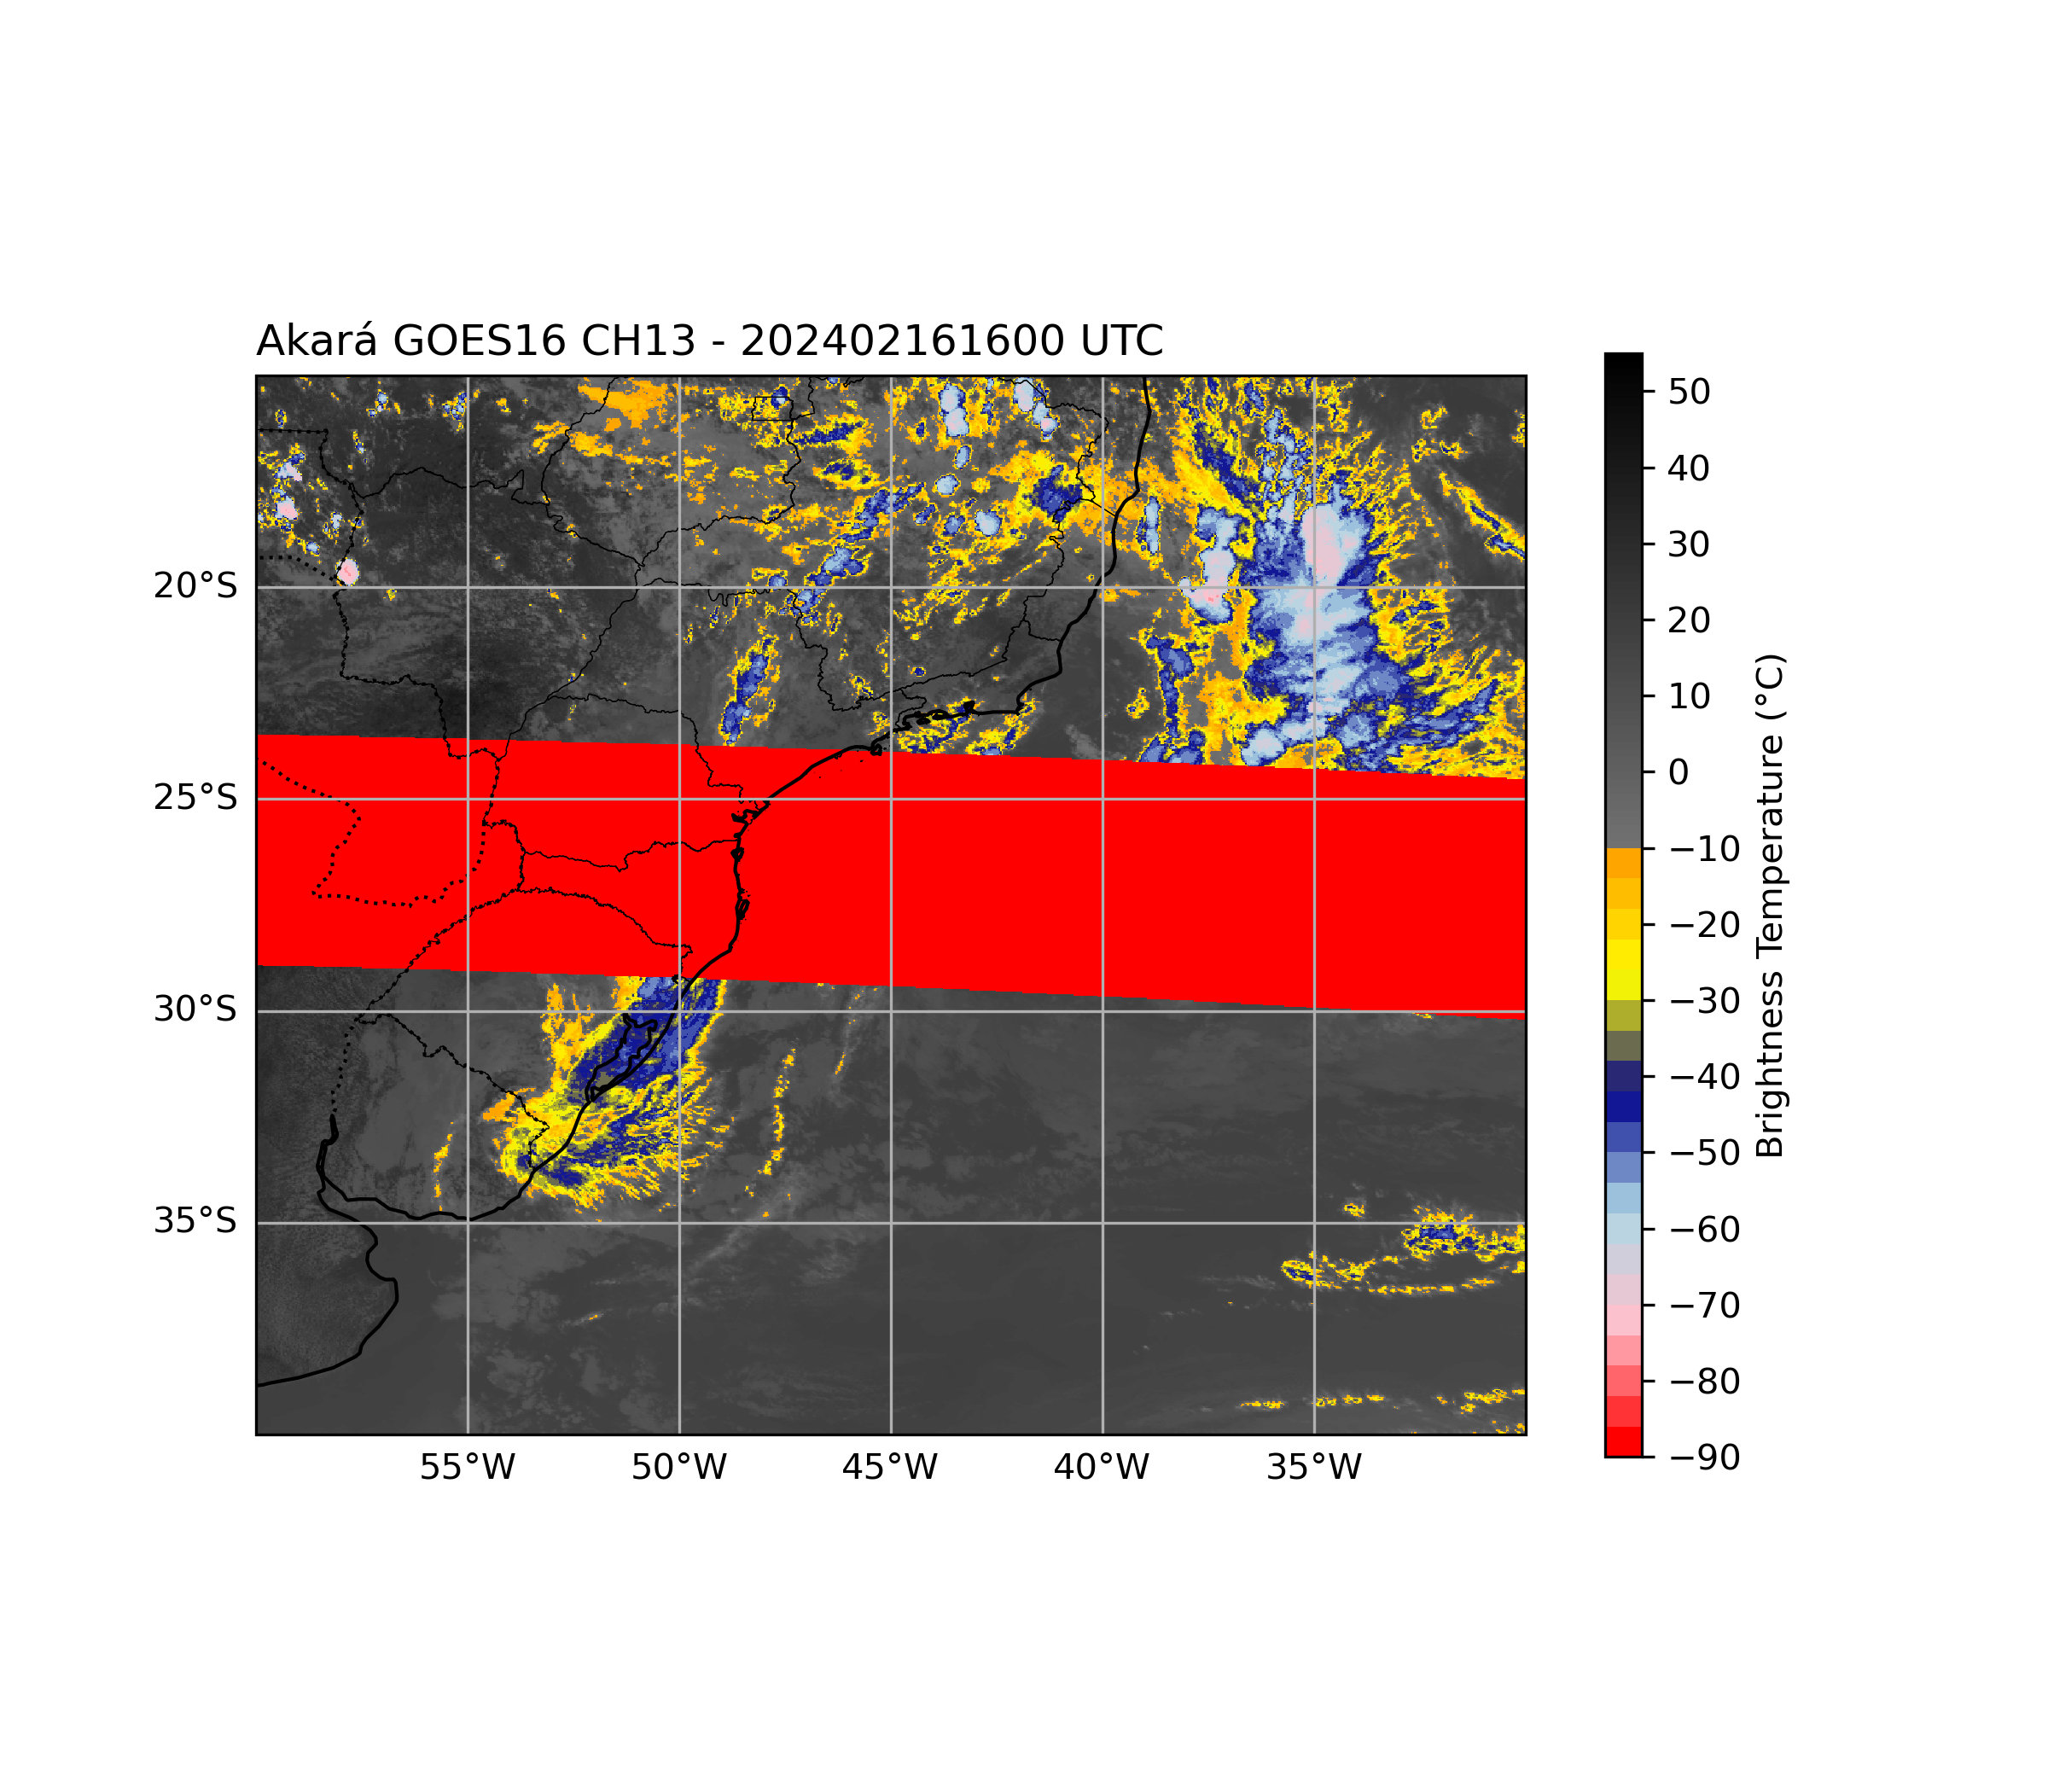 Akará GOES16 CH13 - 202402161600 UTC
50
40
30
20
10
0
−10
−20
−30
−40
−50
−60
−70
−80
−90
Brightness Temperature (°C)
20°S
25°S
30°S
35°S
55°W
50°W
45°W
40°W
35°W